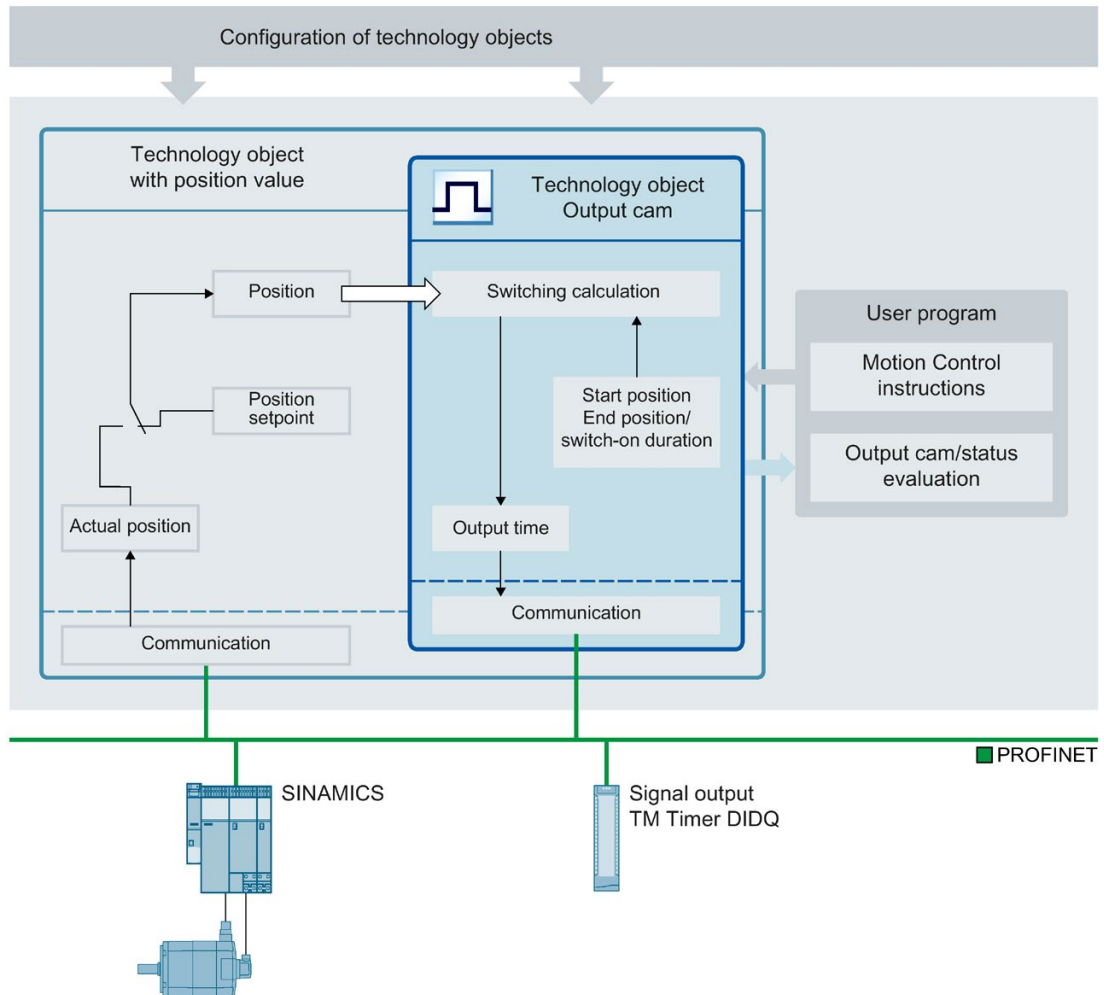 Configuration of technology objects
Technology object
with position value
Technology object
Output cam
Position
Switching calculation
User program
Motion Control
instructions
Position
setpoint
Start position
End position/
switch-on duration
Output cam/status
evaluation
Actual position
Output time
Communication
Communication
PROFINET
SINAMICS
Signal output
TM Timer DIDQ